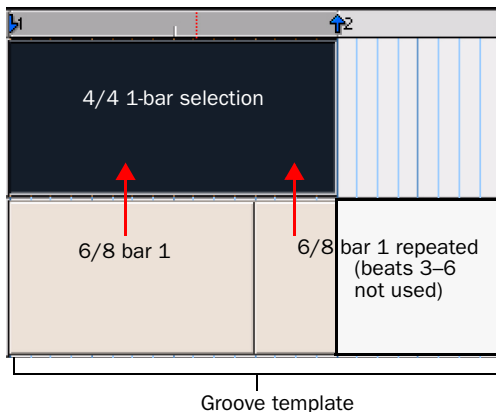 1 2
4/4 1-bar selection
6/8 bar 1
6/8 bar 1 repeated
(beats 3–6
not used)
Groove template